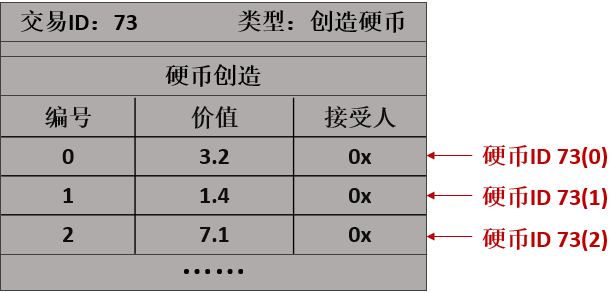 交易ID：73 类型：创造硬币
硬币创造
编号 价值 接受人
0 3.2 0x 硬币ID 73(0)
1 1.4 0x 硬币ID 73(1)
2 7.1 0x 硬币ID 73(2)
······